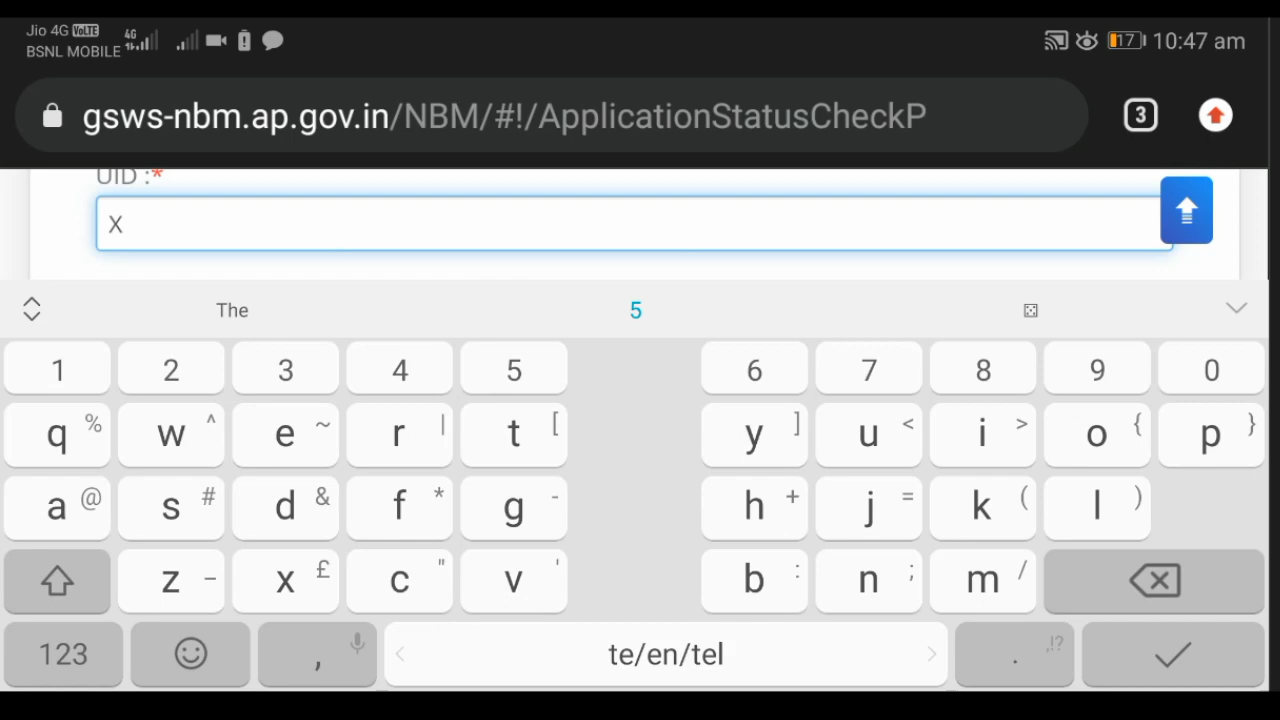 Jio 4G VoLTE 4G 17 10:47 am
BSNL MOBILE
gsws-nbm.ap.gov.in/NBM/#!/ApplicationStatusCheckP 3
UID :*
X
The 5
1 2 3 4 5 6 7 8 9 0
q % w ^ e ~ r | t [ y ] u < i > o { p }
a @ s # d & f * g - h + j = k ( l )
z _ x £ c " v ' b : n ; m /
123 , te/en/tel . ,!?